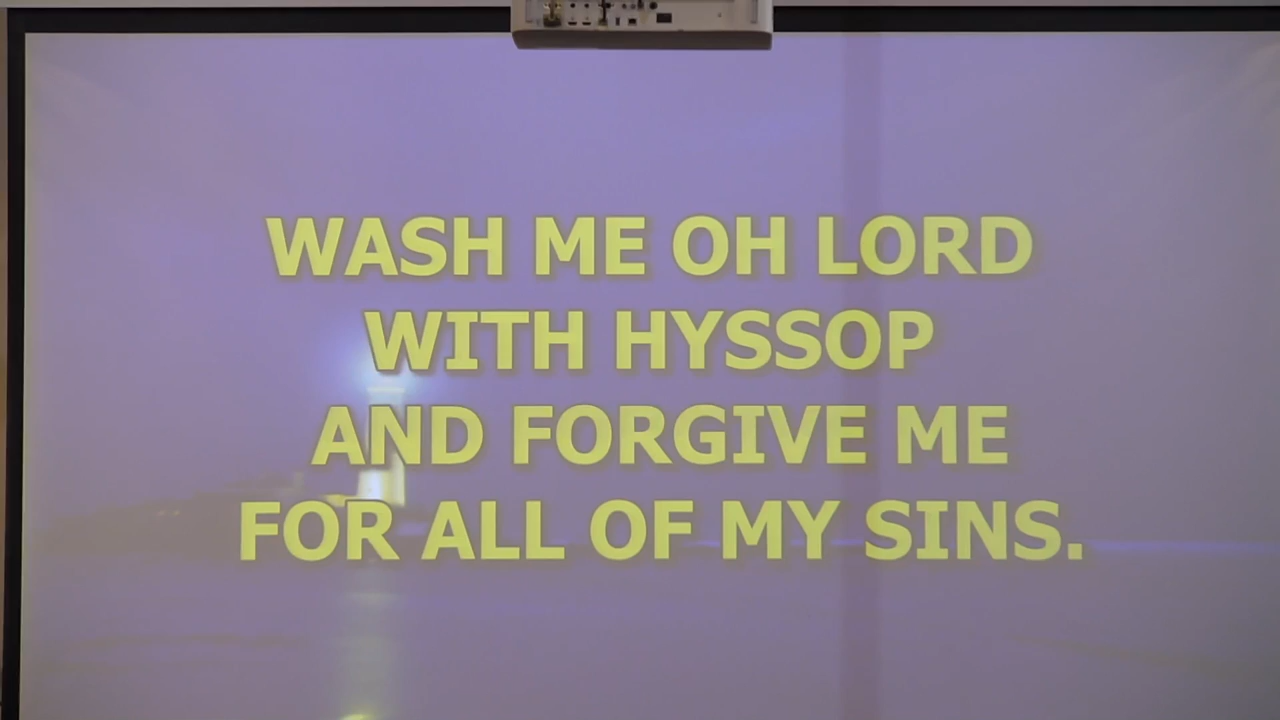 WASH ME OH LORD
WITH HYSSOP
AND FORGIVE ME
FOR ALL OF MY SINS.